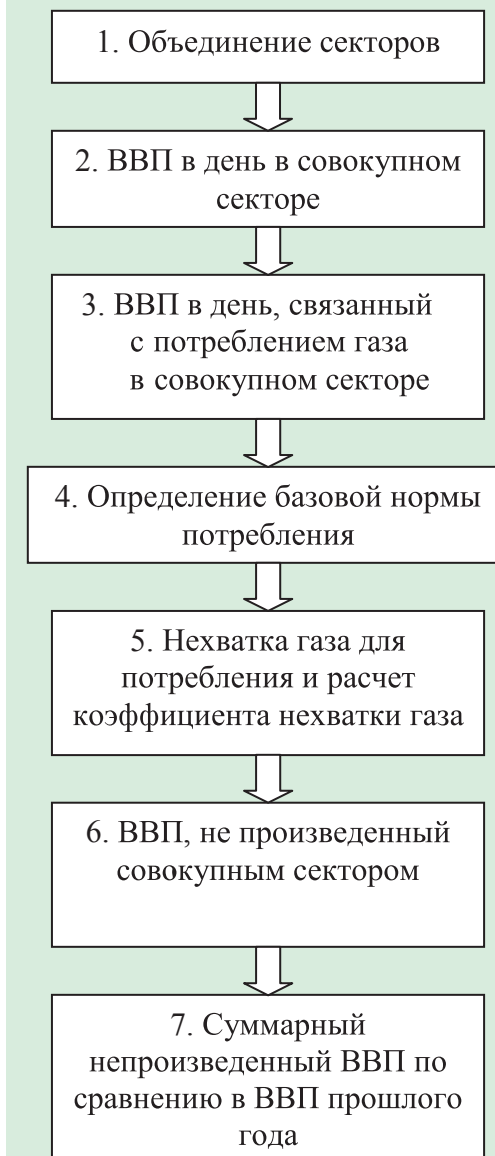 1. Объединение секторов
2. ВВП в день в совокупном
секторе
3. ВВП в день, связанный
с потреблением газа
в совокупном секторе
4. Определение базовой нормы
потребления
5. Нехватка газа для
потребления и расчет
коэффициента нехватки газа
6. ВВП, не произведенный
совокупным сектором
7. Суммарный
непроизведенный ВВП по
сравнению в ВВП прошлого
года